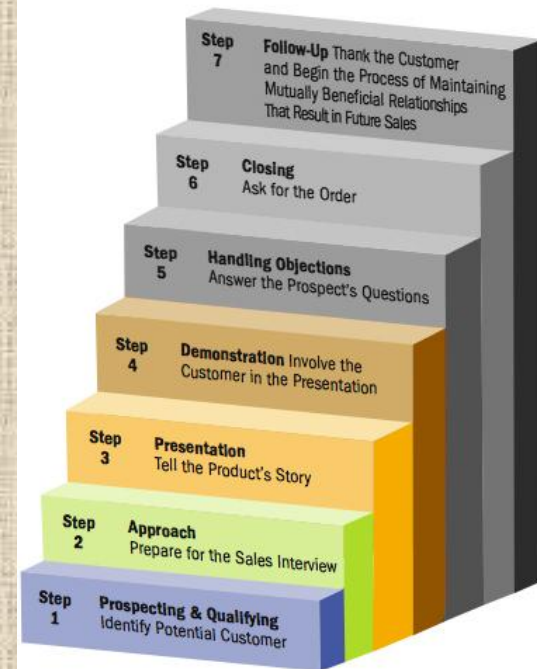 Step
7
Follow-Up Thank the Customer
and Begin the Process of Maintaining
Mutually Beneficial Relationships
That Result in Future Sales
Step
6
Closing
Ask for the Order
Step
5
Handling Objections
Answer the Prospect's Questions
Step
4
Demonstration Involve the
Customer in the Presentation
Step
3
Presentation
Tell the Product's Story
Step
2
Approach
Prepare for the Sales Interview
Step
1
Prospecting & Qualifying
Identify Potential Customer